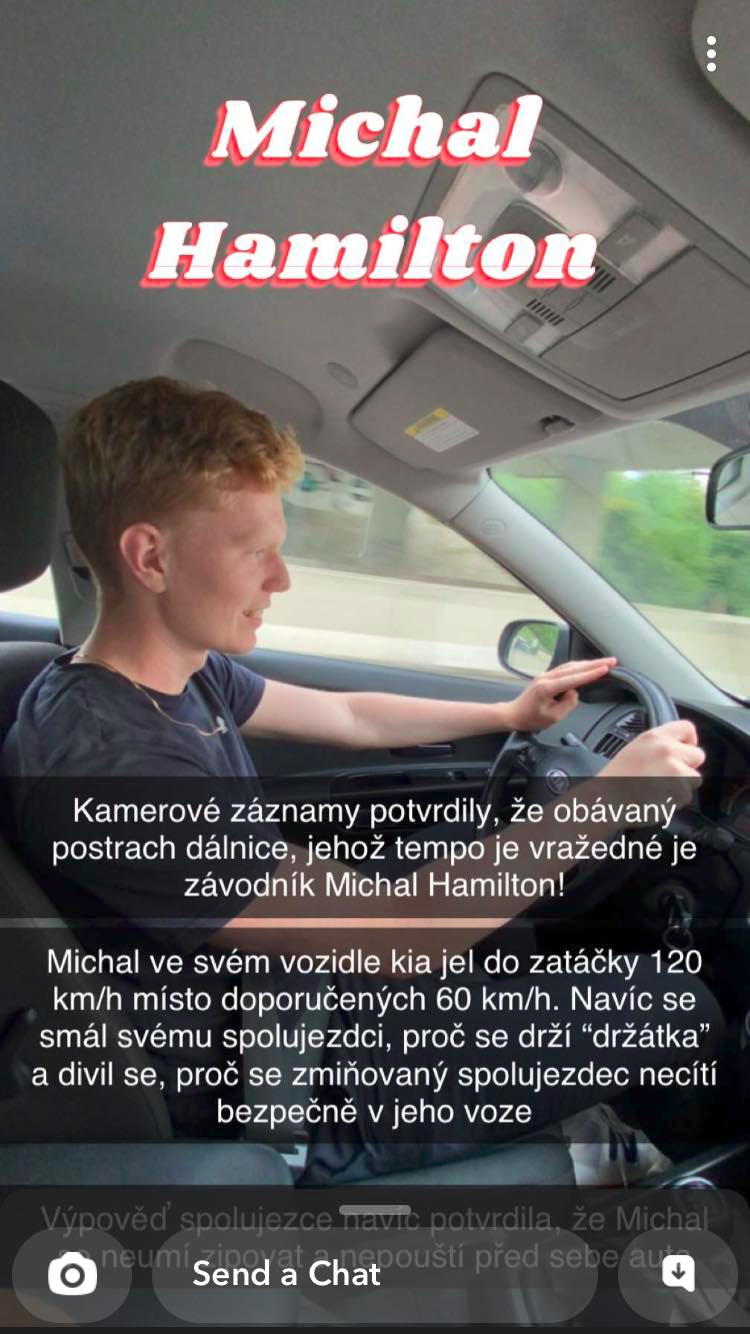 Michal
Hamilton
Kamerové záznamy potvrdily, že obávaný
postrach dálnice, jehož tempo je vražedné je
závodník Michal Hamilton!
Michal ve svém vozidle kia jel do zatáčky 120
km/h místo doporučených 60 km/h. Navíc se
smál svému spolujezdci, proč se drží “držátka”
a divil se, proč se zmiňovaný spolujezdec necítí
bezpečně v jeho voze
Výpověď spolujezce navíc potvrdila, že Michal
neumí zipovat a nepouští před sebe auta
Send a Chat